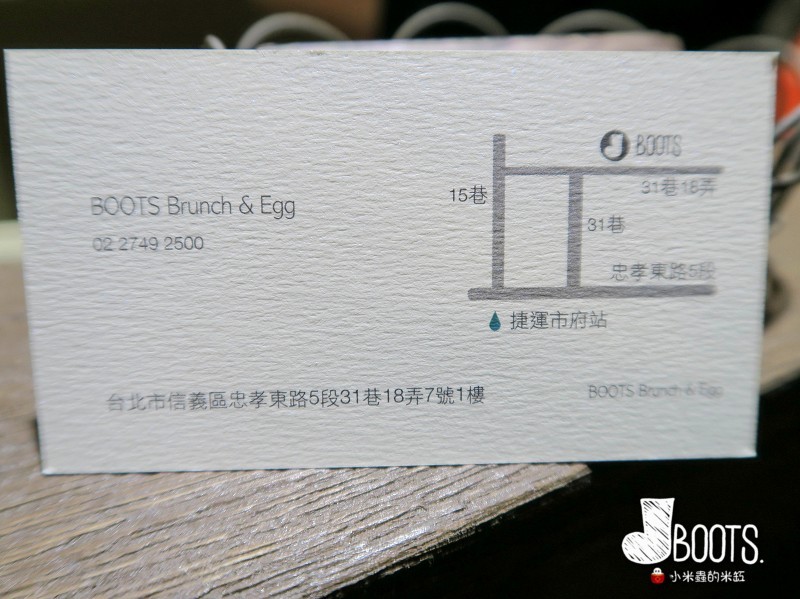 BOOTS
15巷
31巷18弄
BOOTS Brunch & Egg
31巷
02 2749 2500
忠孝東路5段
捷運市府站
台北市信義區忠孝東路5段31巷18弄7號1樓
BOOTS Brunch & Egg
BOOTS.
小米蟲的米缸